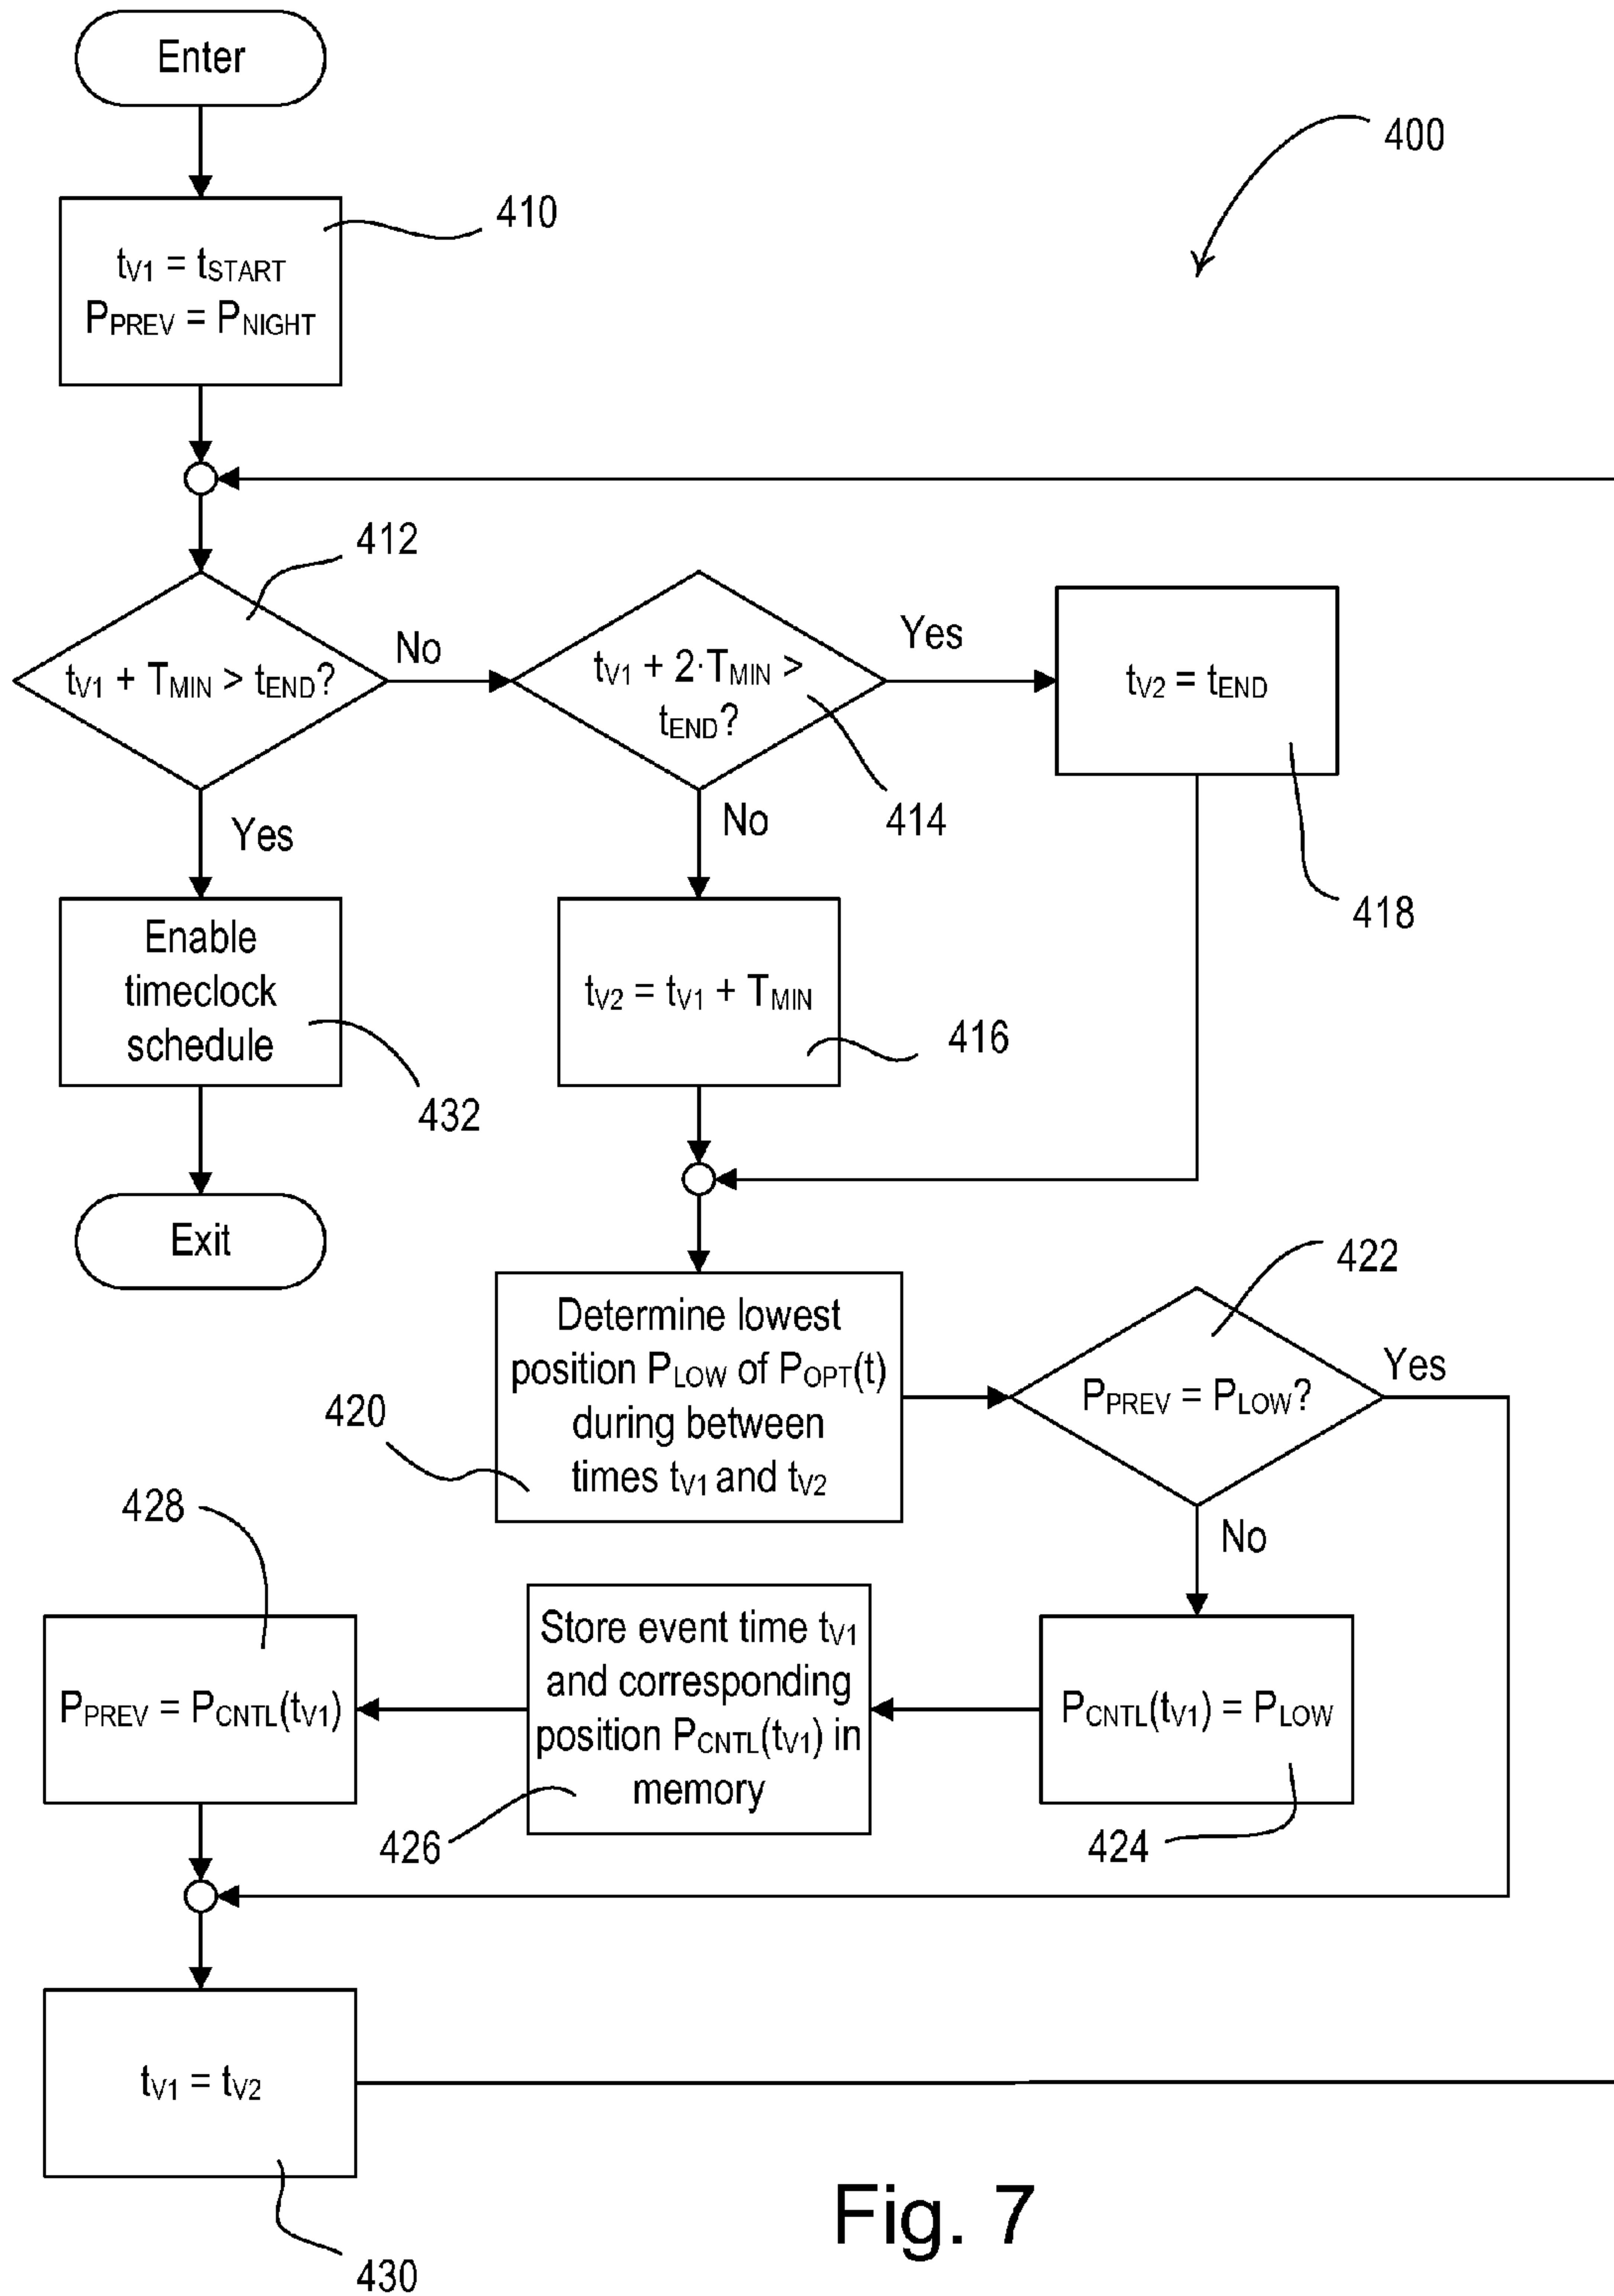 Enter
400
410
tV1 = tSTART
PPREV = PNIGHT
412
tV1 + TMIN > tEND?
No
tV1 + 2·TMIN >
tEND?
Yes
tV2 = tEND
414
418
Yes
No
Enable
timeclock
schedule
432
tV2 = tV1 + TMIN
416
Exit
Determine lowest
position PLOW of POPT(t)
during between
times tV1 and tV2
420
422
PPREV = PLOW?
Yes
No
428
PPREV = PCNTL(tV1)
Store event time tV1
and corresponding
position PCNTL(tV1) in
memory
426
PCNTL(tV1) = PLOW
424
tV1 = tV2
430
Fig. 7